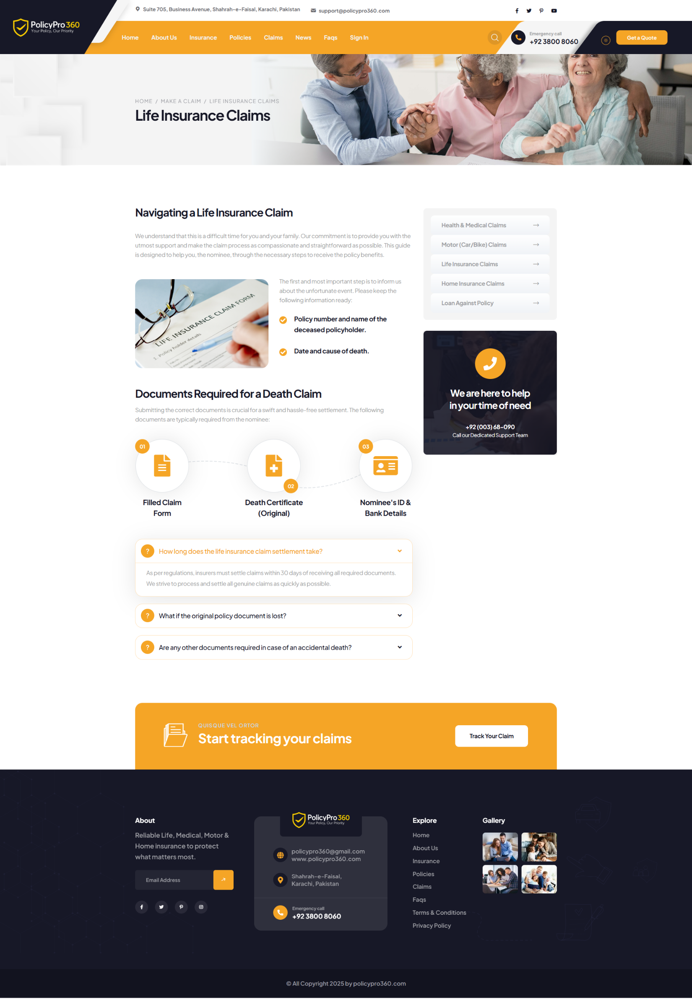 PolicyPro 360
Your Policy, Our Priority
Suite 705, Business Avenue, Shahrah-e-Faisal, Karachi, Pakistan
support@policypro360.com
Home
About Us
Insurance
Policies
Claims
News
Faqs
Sign In
Emergency call
+92 3800 8060
Get a Quote
HOME / MAKE A CLAIM / LIFE INSURANCE CLAIMS
Life Insurance Claims
Navigating a Life Insurance Claim
We understand that this is a difficult time for you and your family. Our commitment is to provide you with the
utmost support and make the claim process as compassionate and straightforward as possible. This guide
is designed to help you, the nominee, through the necessary steps to receive the policy benefits.
LIFE INSURANCE CLAIM FORM
1. Policy holder details
The first and most important step is to inform us
about the unfortunate event. Please keep the
following information ready:
Policy number and name of the
deceased policyholder.
Date and cause of death.
Documents Required for a Death Claim
Submitting the correct documents is crucial for a swift and hassle-free settlement. The following
documents are typically required from the nominee:
01
02
03
Filled Claim
Form
Death Certificate
(Original)
Nominee's ID &
Bank Details
? How long does the life insurance claim settlement take?
As per regulations, insurers must settle claims within 30 days of receiving all required documents.
We strive to process and settle all genuine claims as quickly as possible.
? What if the original policy document is lost?
? Are any other documents required in case of an accidental death?
Health & Medical Claims
Motor (Car/Bike) Claims
Life Insurance Claims
Home Insurance Claims
Loan Against Policy
We are here to help
in your time of need
+92 (003) 68-090
Call our Dedicated Support Team
QUISQUE VEL ORTOR
Start tracking your claims
Track Your Claim
About
Reliable Life, Medical, Motor &
Home insurance to protect
what matters most.
Email Address
PolicyPro 360
Your Policy, Our Priority
policypro360@gmail.com
www.policypro360.com
Shahrah-e-Faisal,
Karachi, Pakistan
Emergency call
+92 3800 8060
Explore
Home
About Us
Insurance
Policies
Claims
Faqs
Terms & Conditions
Privacy Policy
Gallery
© All Copyright 2025 by policypro360.com